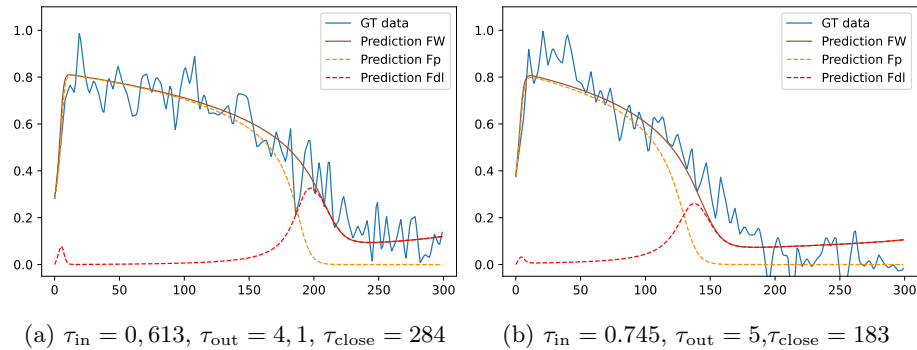 1.0
0.8
0.6
0.4
0.2
0.0
0 50 100 150 200 250 300
GT data
Prediction FW
Prediction Fp
Prediction Fdl
(a) τin = 0, 613, τout = 4, 1, τclose = 284
1.0
0.8
0.6
0.4
0.2
0.0
0 50 100 150 200 250 300
GT data
Prediction FW
Prediction Fp
Prediction Fdl
(b) τin = 0.745, τout = 5,τclose = 183